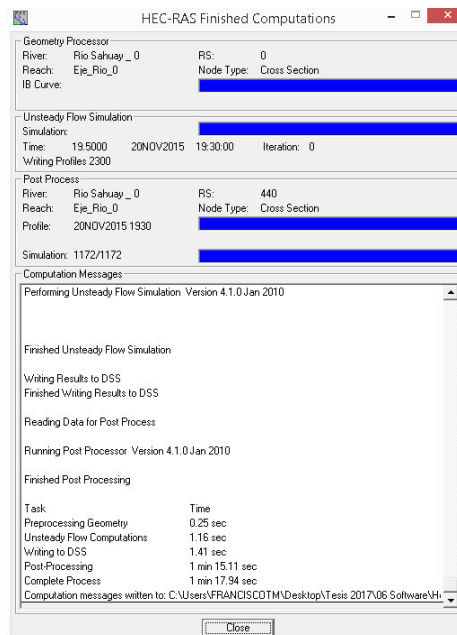 HEC-RAS Finished Computations
Geometry Processor
River: Rio Sahuay _ 0 RS: 0
Reach: Eje_Rio_0 Node Type: Cross Section
IB Curve:
Unsteady Flow Simulation
Simulation:
Time: 19.5000 20NOV2015 19:30:00 Iteration: 0
Writing Profiles 2300
Post Process
River: Rio Sahuay _ 0 RS: 440
Reach: Eje_Rio_0 Node Type: Cross Section
Profile: 20NOV2015 1930
Simulation: 1172/1172
Computation Messages
Performing Unsteady Flow Simulation Version 4.1.0 Jan 2010
Finished Unsteady Flow Simulation
Writing Results to DSS
Finished Writing Results to DSS
Reading Data for Post Process
Running Post Processor Version 4.1.0 Jan 2010
Finished Post Processing
Task Time
Preprocessing Geometry 0.25 sec
Unsteady Flow Computations 1.16 sec
Writing to DSS 1.41 sec
Post-Processing 1 min 15.11 sec
Complete Process 1 min 17.94 sec
Computation messages written to: C:\Users\FRANCISCOTM\Desktop\Tesis 2017\06 Software\H
Close